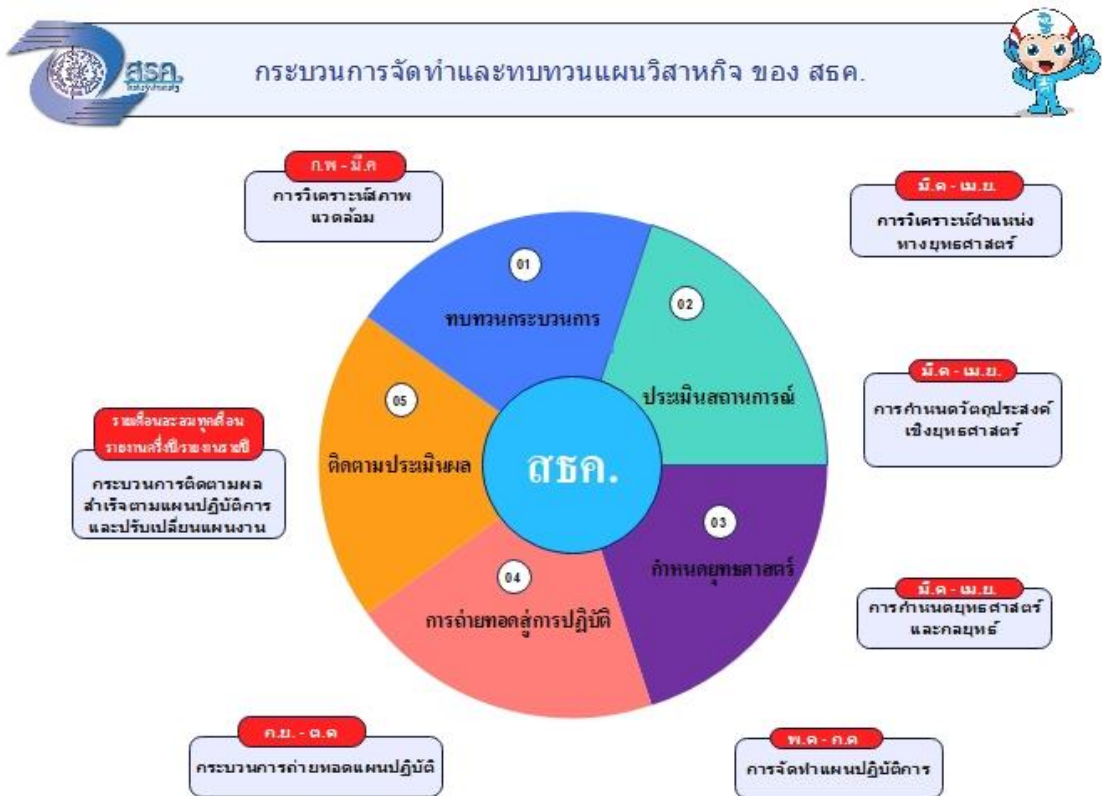 สธค.
กระบวนการจัดทำและทบทวนแผนวิสาหกิจ ของ สธค.
ก.พ - มี.ค
การวิเคราะห์สภาพ
แวดล้อม
มี.ค - เม.ย.
การวิเคราะห์ตำแหน่ง
ทางยุทธศาสตร์
01
ทบทวนกระบวนการ
02
ประเมินสถานการณ์
มี.ค - เม.ย.
การกำหนดวัตถุประสงค์
เชิงยุทธศาสตร์
05
ติดตามประเมินผล
สธค.
รายเดือนสะสมทุกเดือน
รายงานครึ่งปี/รายงานรายปี
กระบวนการติดตามผล
สำเร็จตามแผนปฏิบัติการ
และปรับเปลี่ยนแผนงาน
03
กำหนดยุทธศาสตร์
04
การถ่ายทอดสู่การปฏิบัติ
มี.ค - เม.ย.
การกำหนดยุทธศาสตร์
และกลยุทธ์
ก.ย. - ต.ค
กระบวนการถ่ายทอดแผนปฏิบัติ
พ.ค - ก.ค
การจัดทำแผนปฏิบัติการ